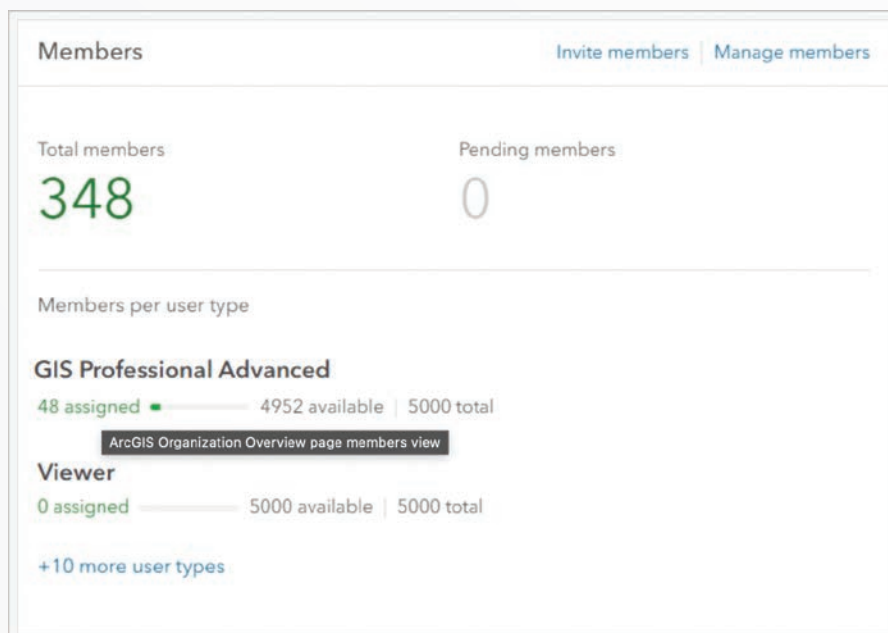 Members Invite members Manage members
Total members Pending members
348 0
Members per user type
GIS Professional Advanced
48 assigned 4952 available 5000 total
ArcGIS Organization Overview page members view
Viewer
0 assigned 5000 available 5000 total
+10 more user types